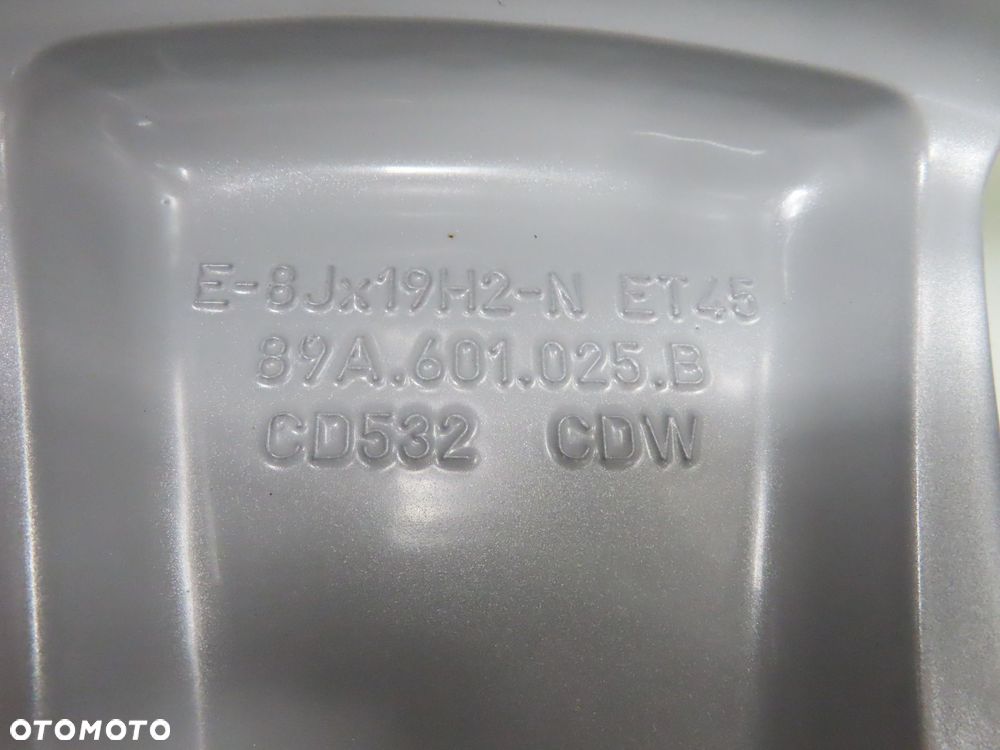 E-8Jx19H2-N ET45
89A.601.025.B
CD532 CDW
OTOMOTO